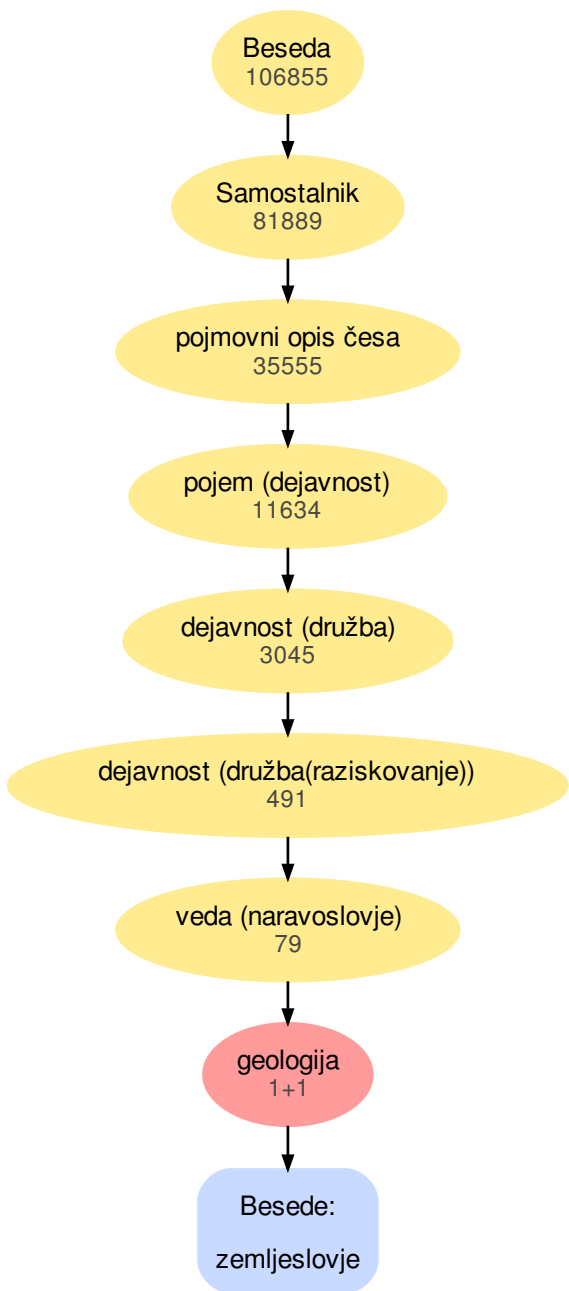 Beseda
106855
Samostalnik
81889
pojmovni opis česa
35555
pojem (dejavnost)
11634
dejavnost (družba)
3045
dejavnost (družba(raziskovanje))
491
veda (naravoslovje)
79
geologija
1+1
Besede:
zemljeslovje